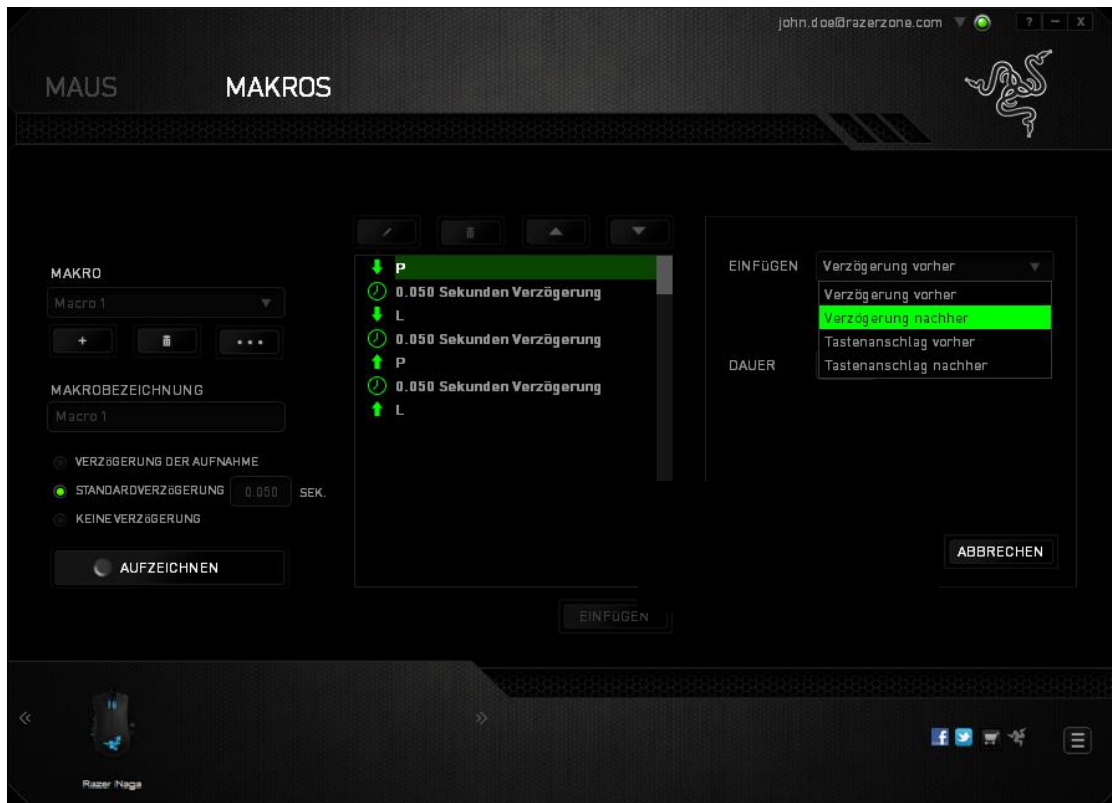 john.doe@razerzone.com
? – X
MAUS
MAKROS
MAKRO
Macro 1
+
...
MAKROBEZEICHNUNG
Macro 1
VERZÖGERUNG DER AUFNAHME
STANDARDVERZÖGERUNG 0.050 SEK.
KEINE VERZÖGERUNG
AUFZEICHNEN
P
0.050 Sekunden Verzögerung
L
0.050 Sekunden Verzögerung
P
0.050 Sekunden Verzögerung
L
EINFÜGEN
EINFÜGEN Verzögerung vorher
Verzögerung vorher
Verzögerung nachher
Tastenanschlag vorher
Tastenanschlag nachher
DAUER
ABBRECHEN
Razer Naga